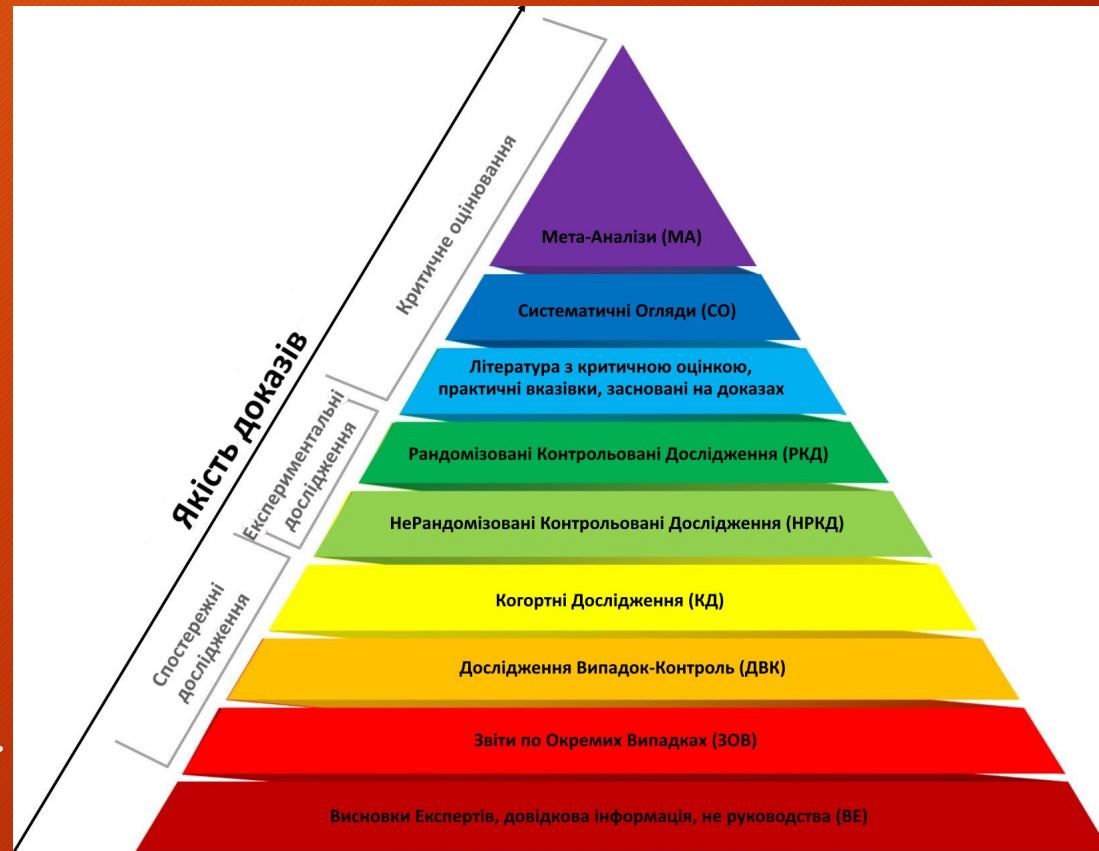 Якість доказів
Критичне оцінювання
Експериментальні
дослідження
Спостережні
дослідження
Мета-Аналізи (МА)
Систематичні Огляди (СО)
Література з критичною оцінкою,
практичні вказівки, засновані на доказах
Рандомізовані Контрольовані Дослідження (РКД)
НеРандомізовані Контрольовані Дослідження (НРКД)
Когортні Дослідження (КД)
Дослідження Випадок-Контроль (ДВК)
Звіти по Окремих Випадках (ЗОВ)
Висновки Експертів, довідкова інформація, не руководства (ВЕ)